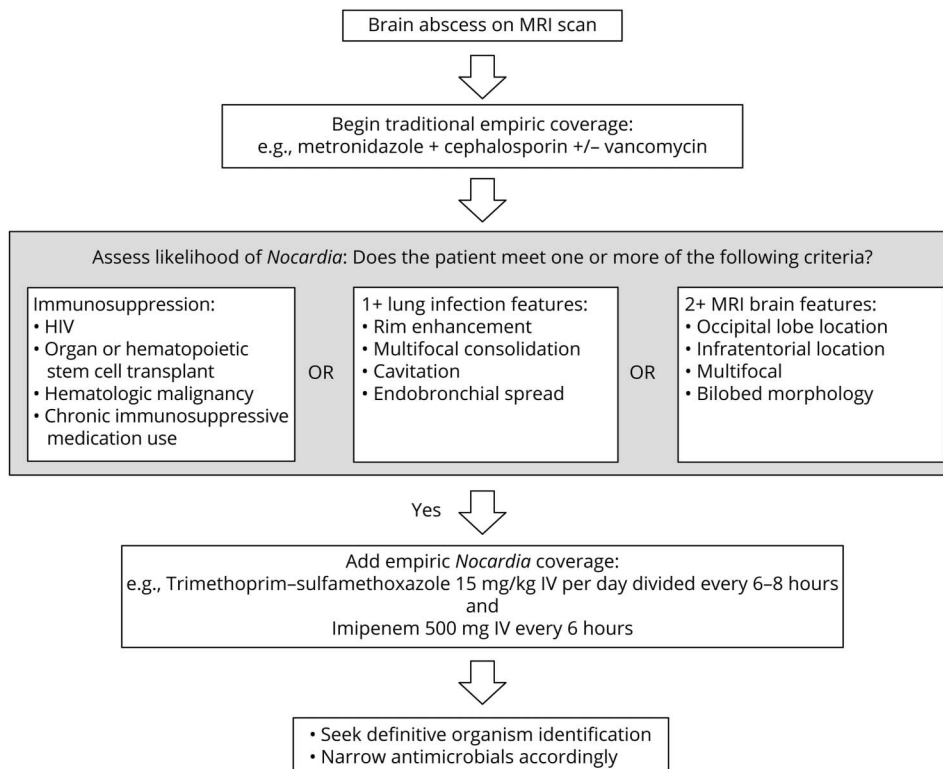 Brain abscess on MRI scan
Begin traditional empiric coverage:
e.g., metronidazole + cephalosporin +/– vancomycin
Assess likelihood of Nocardia: Does the patient meet one or more of the following criteria?
Immunosuppression:
• HIV
• Organ or hematopoietic
stem cell transplant
• Hematologic malignancy
• Chronic immunosuppressive
medication use
OR
1+ lung infection features:
• Rim enhancement
• Multifocal consolidation
• Cavitation
• Endobronchial spread
OR
2+ MRI brain features:
• Occipital lobe location
• Infratentorial location
• Multifocal
• Bilobed morphology
Yes
Add empiric Nocardia coverage:
e.g., Trimethoprim–sulfamethoxazole 15 mg/kg IV per day divided every 6–8 hours
and
Imipenem 500 mg IV every 6 hours
• Seek definitive organism identification
• Narrow antimicrobials accordingly